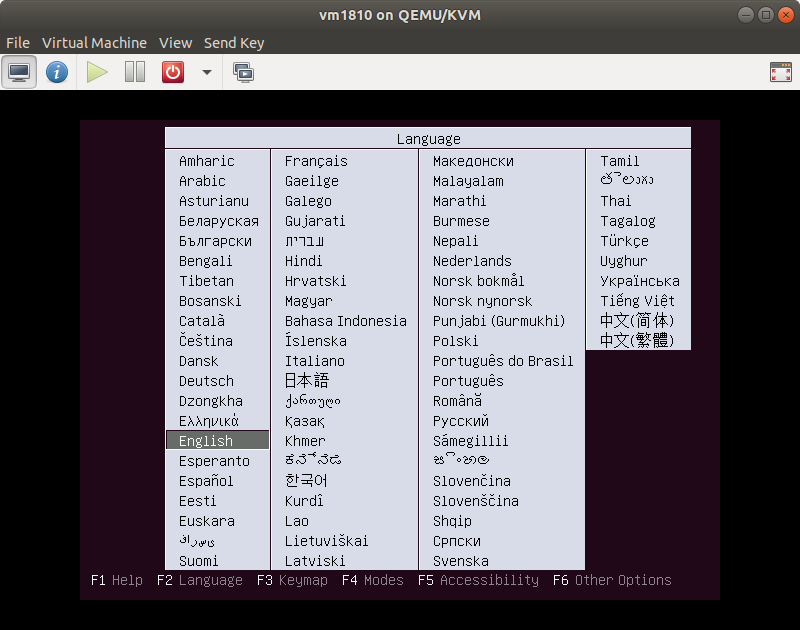 vm1810 on QEMU/KVM
File Virtual Machine View Send Key
Language
Amharic
Arabic
Asturianu
Беларуская
Български
Bengali
Tibetan
Bosanski
Català
Čeština
Dansk
Deutsch
Dzongkha
Ελληνικά
English
Esperanto
Español
Eesti
Euskara
فارسی
Suomi
Français
Gaeilge
Galego
Gujarati
עברית
Hindi
Hrvatski
Magyar
Bahasa Indonesia
Íslenska
Italiano
日本語
ქართული
Қазақ
Khmer
ಕನ್ನಡ
한국어
Kurdî
Lao
Lietuviškai
Latviski
Македонски
Malayalam
Marathi
Burmese
Nepali
Nederlands
Norsk bokmål
Norsk nynorsk
Punjabi (Gurmukhi)
Polski
Português do Brasil
Português
Română
Русский
Sámegillii
සිංහල
Slovenčina
Slovenščina
Shqip
Српски
Svenska
Tamil
తెలుగు
Thai
Tagalog
Türkçe
Uyghur
Українська
Tiếng Việt
中文(简体)
中文(繁體)
F1 Help F2 Language F3 Keymap F4 Modes F5 Accessibility F6 Other Options